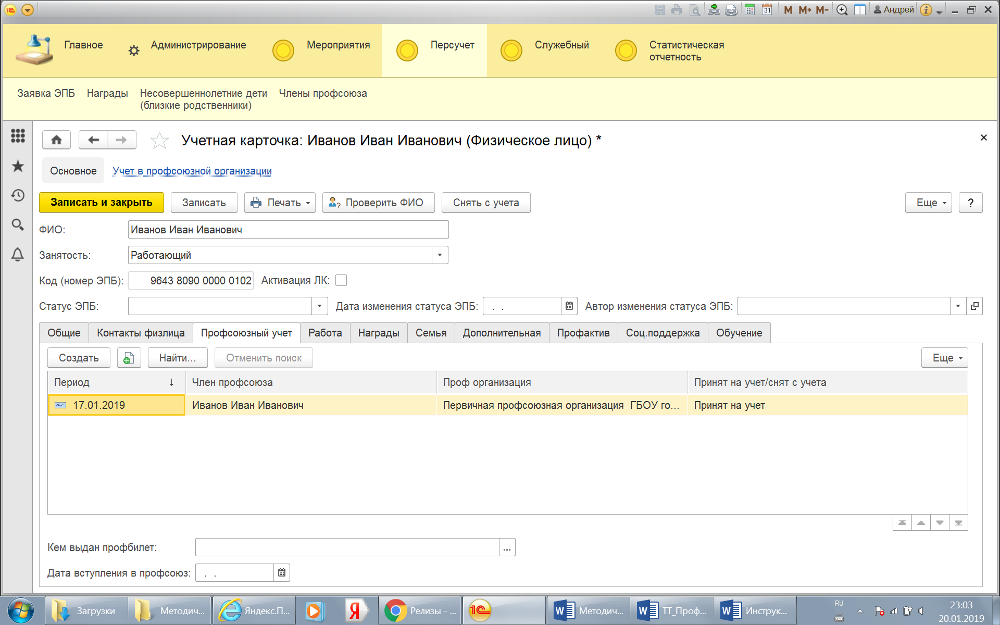 1С
31 M M+ M- Андрей i
Главное Администрирование Мероприятия Персучет Служебный Статистическая
отчетность
Заявка ЭПБ Награды Несовершеннолетние дети Члены профсоюза
(близкие родственники)
Учетная карточка: Иванов Иван Иванович (Физическое лицо) *
Основное Учет в профсоюзной организации
Записать и закрыть Записать Печать Проверить ФИО Снять с учета Еще ?
ФИО: Иванов Иван Иванович
Занятость: Работающий
Код (номер ЭПБ): 9643 8090 0000 0102 Активация ЛК:
Статус ЭПБ: Дата изменения статуса ЭПБ: . . Автор изменения статуса ЭПБ:
Общие Контакты физлица Профсоюзный учет Работа Награды Семья Дополнительная Профактив Соц.поддержка Обучение
Создать Найти... Отменить поиск Еще
Период ↓ Член профсоюза Проф организация Принят на учет/снят с учета
17.01.2019 Иванов Иван Иванович Первичная профсоюзная организация ГБОУ го... Принят на учет
Кем выдан профбилет: ...
Дата вступления в профсоюз: . .
Загрузки Методич... Яндекс.П... Я Релизы - ... 1С W Методич... W ТТ_Проф... W Инструк... RU 23:03
20.01.2019